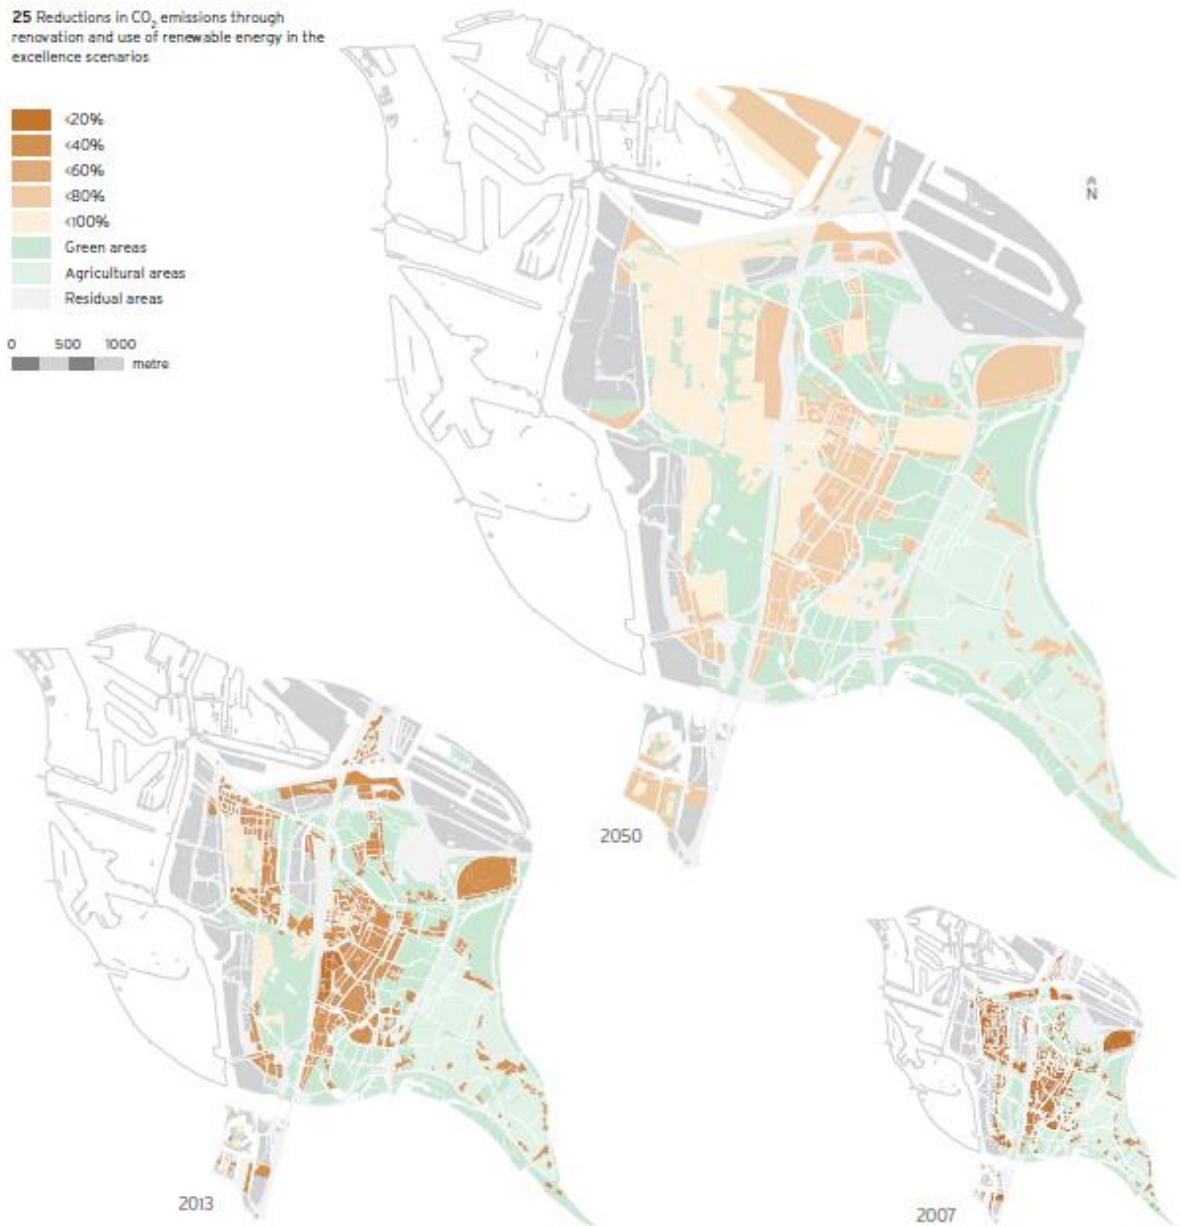 25 Reductions in CO₂ emissions through
renovation and use of renewable energy in the
excellence scenarios
<20%
<40%
<60%
<80%
<100%
Green areas
Agricultural areas
Residual areas
0 500 1000
metre
N
2050
2013
2007